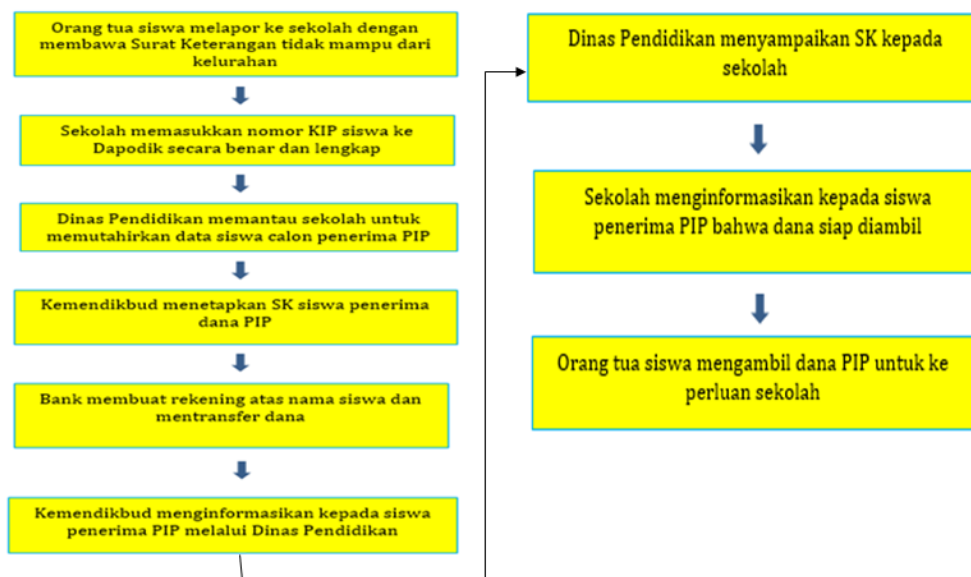 Orang tua siswa melapor ke sekolah dengan
membawa Surat Keterangan tidak mampu dari
kelurahan
Sekolah memasukkan nomor KIP siswa ke
Dapodik secara benar dan lengkap
Dinas Pendidikan memantau sekolah untuk
memutahirkan data siswa calon penerima PIP
Kemendikbud menetapkan SK siswa penerima
dana PIP
Bank membuat rekening atas nama siswa dan
mentransfer dana
Kemendikbud menginformasikan kepada siswa
penerima PIP melalui Dinas Pendidikan
Dinas Pendidikan menyampaikan SK kepada
sekolah
Sekolah menginformasikan kepada siswa
penerima PIP bahwa dana siap diambil
Orang tua siswa mengambil dana PIP untuk ke
perluan sekolah